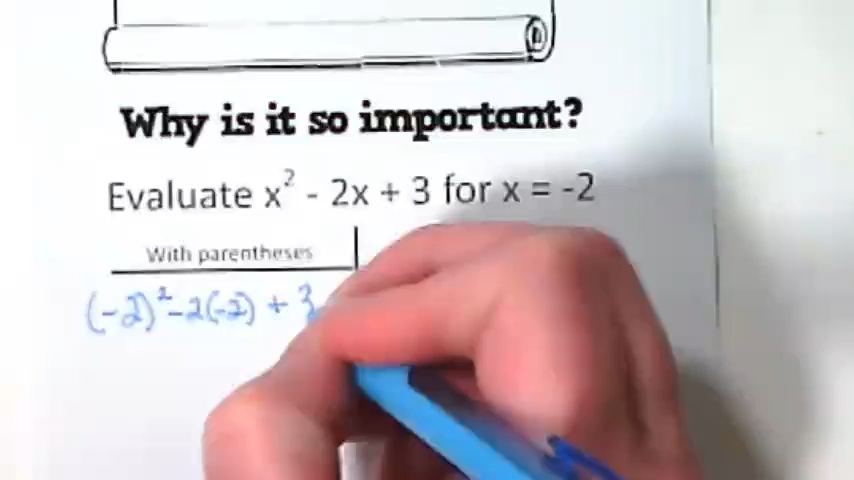 Why is it so important?
Evaluate x² - 2x + 3 for x = -2
With parentheses
(-2)² - 2(-2) + 3